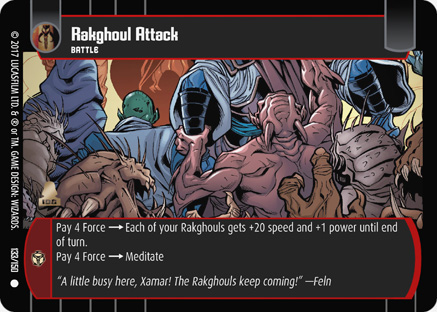 Rakghoul Attack
BATTLE
Pay 4 Force → Each of your Rakghouls gets +20 speed and +1 power until end
of turn.
Pay 4 Force → Meditate
"A little busy here, Xamar! The Rakghouls keep coming!" —Feln
© 2017 LUCASFILM LTD. & ® or TM. GAME DESIGN: WIZARDS.
133/150